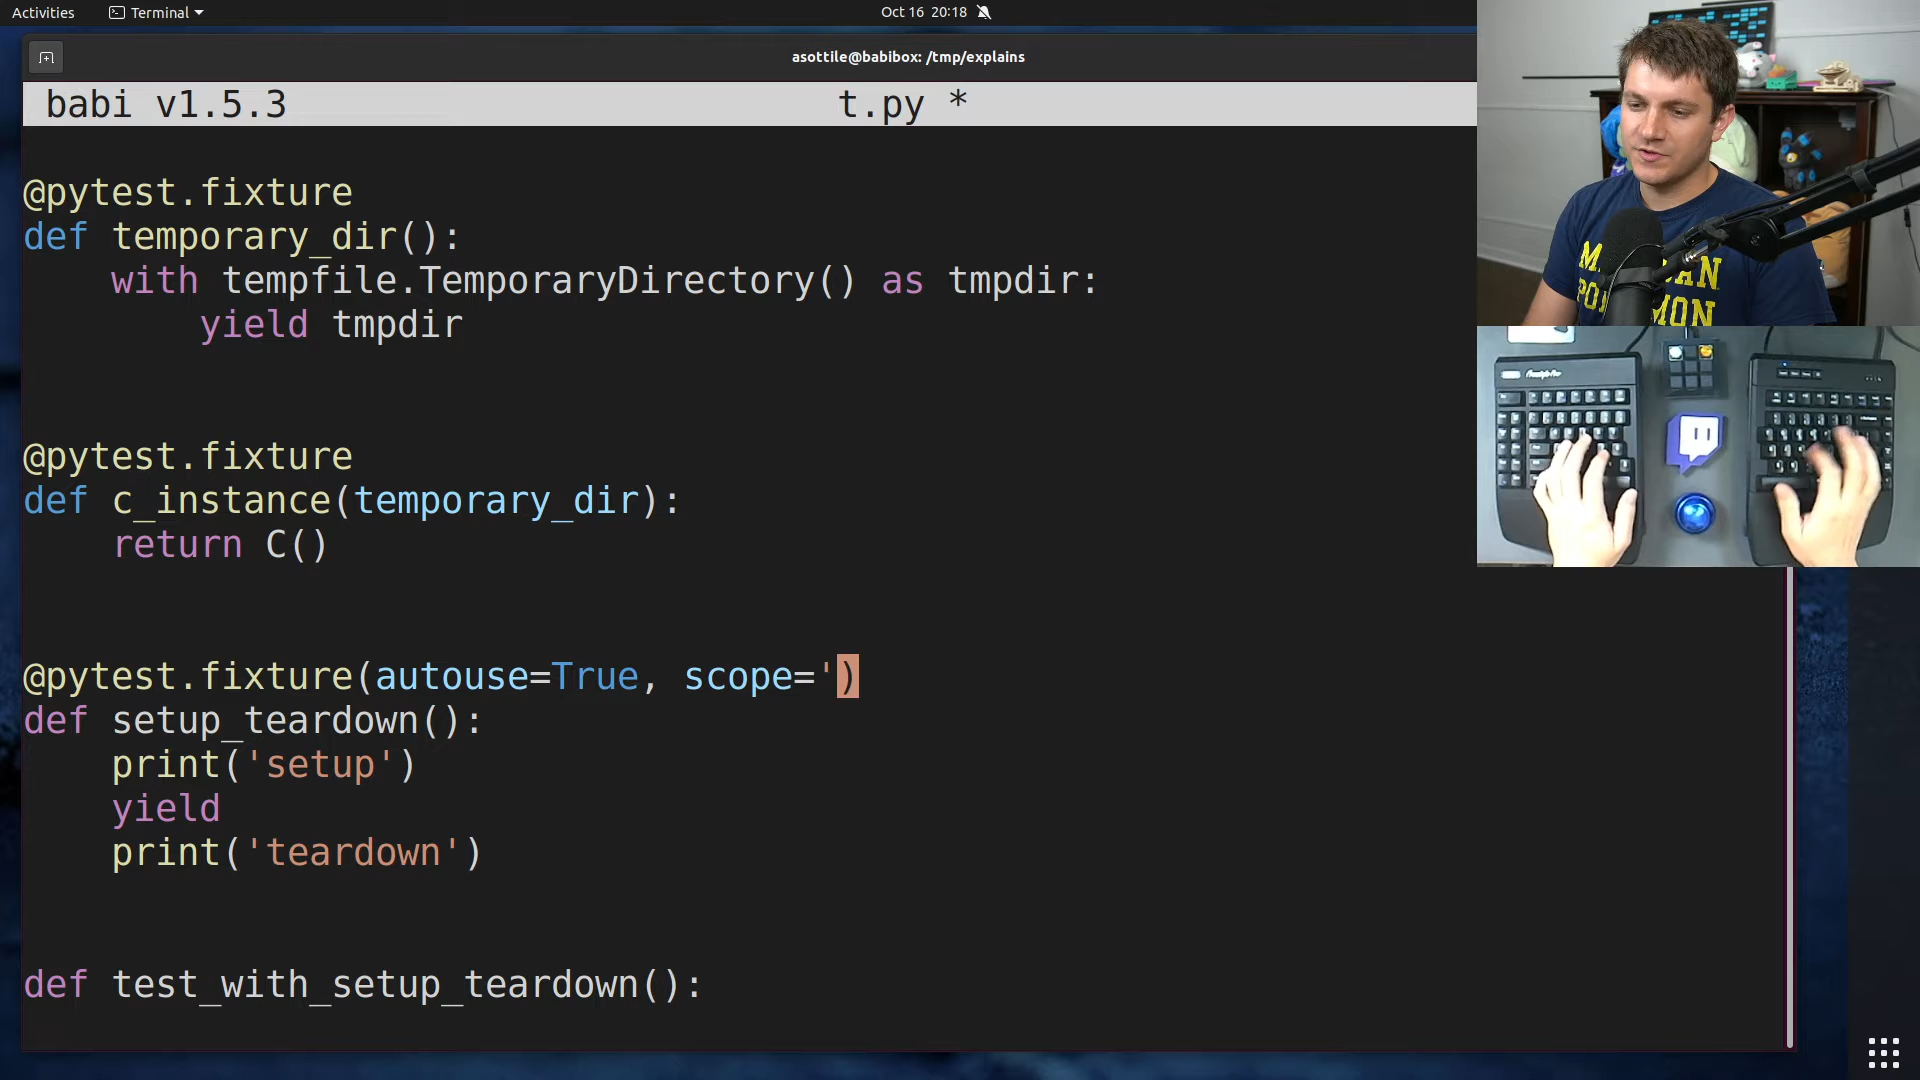 Activities
Terminal
Oct 16 20:18
asottile@babibox: /tmp/explains
babi v1.5.3
t.py *
@pytest.fixture
def temporary_dir():
    with tempfile.TemporaryDirectory() as tmpdir:
        yield tmpdir
@pytest.fixture
def c_instance(temporary_dir):
    return C()
@pytest.fixture(autouse=True, scope=')
def setup_teardown():
    print('setup')
    yield
    print('teardown')
def test_with_setup_teardown():